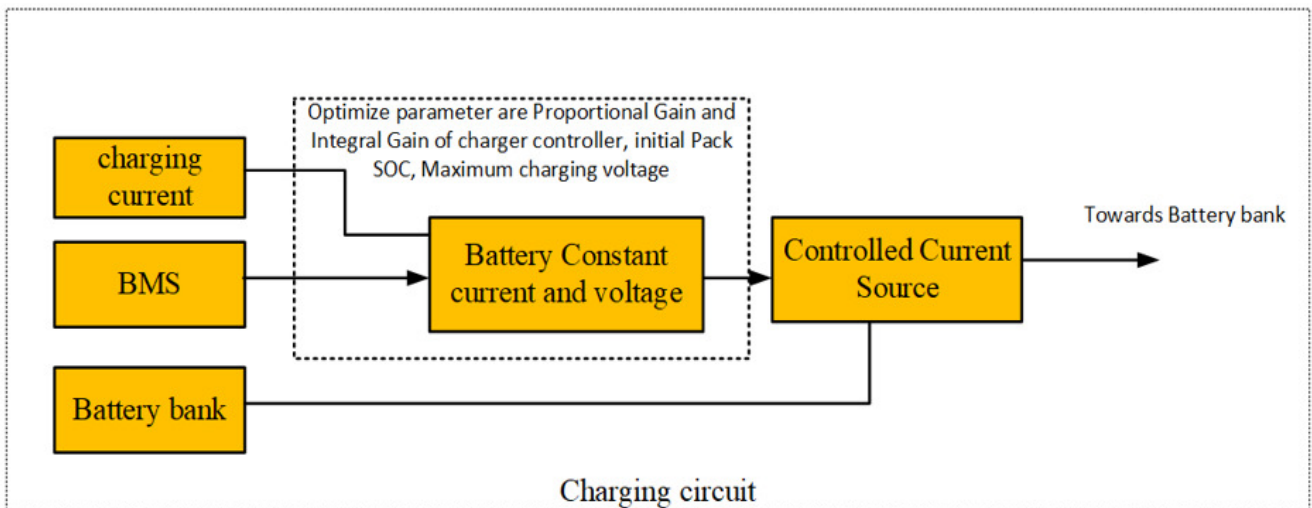 Optimize parameter are Proportional Gain and
Integral Gain of charger controller, initial Pack
SOC, Maximum charging voltage
charging
current
BMS
Battery bank
Battery Constant
current and voltage
Controlled Current
Source
Towards Battery bank
Charging circuit